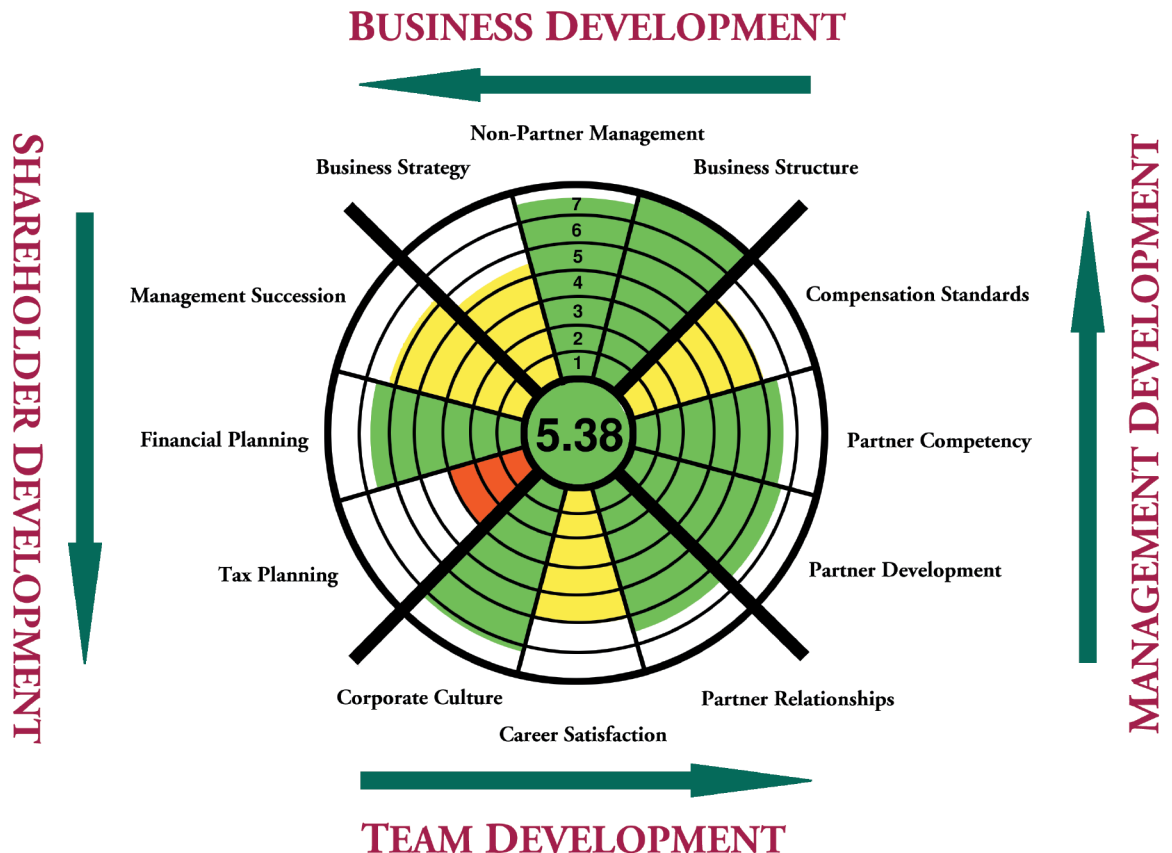 BUSINESS DEVELOPMENT
Non-Partner Management
Business Strategy
Business Structure
SHAREHOLDER DEVELOPMENT
MANAGEMENT DEVELOPMENT
7
6
5
4
3
2
1
Management Succession
Compensation Standards
Financial Planning
5.38
Partner Competency
Tax Planning
Partner Development
Corporate Culture
Partner Relationships
Career Satisfaction
TEAM DEVELOPMENT